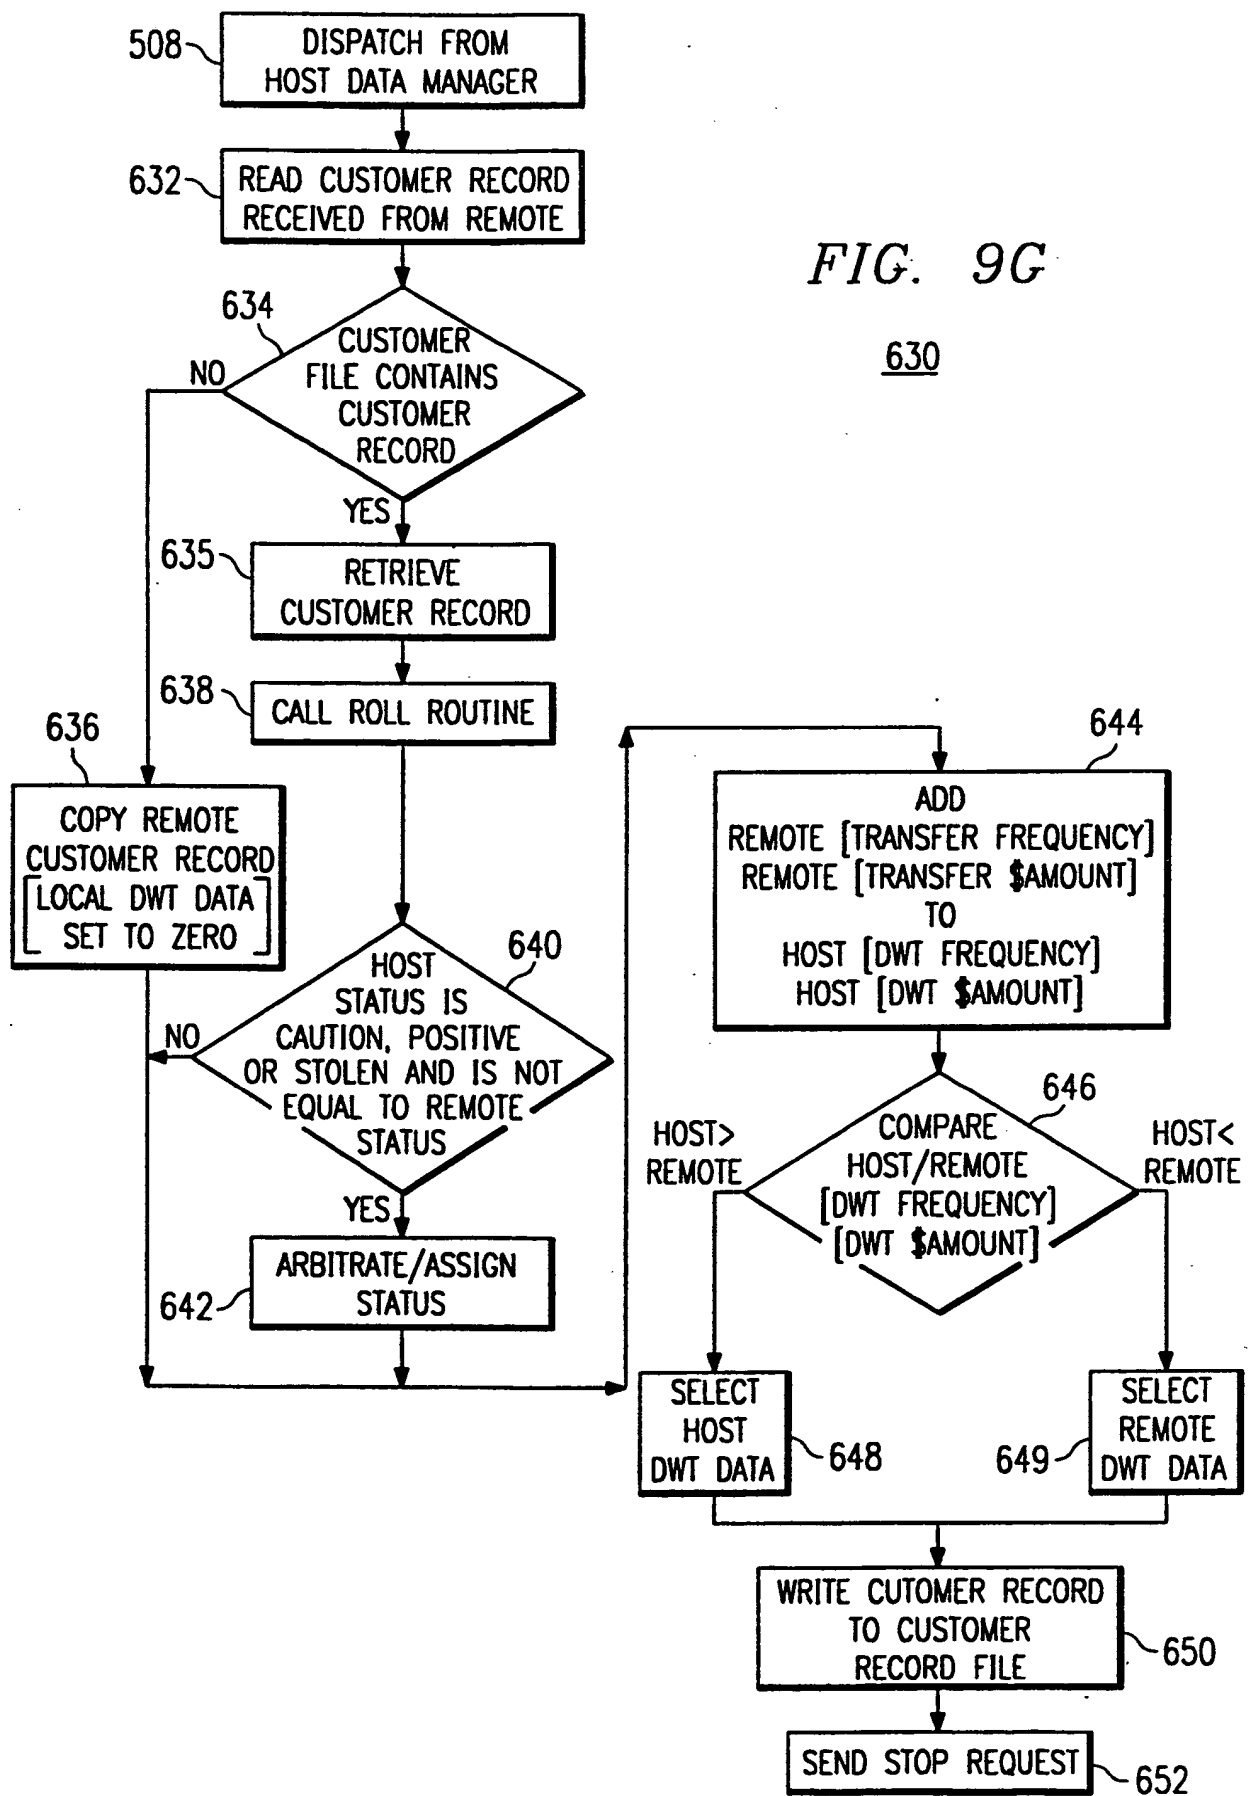 508
DISPATCH FROM
HOST DATA MANAGER
632
READ CUSTOMER RECORD
RECEIVED FROM REMOTE
FIG. 9G
630
634
CUSTOMER
FILE CONTAINS
CUSTOMER
RECORD
NO
YES
635
RETRIEVE
CUSTOMER RECORD
638
CALL ROLL ROUTINE
636
COPY REMOTE
CUSTOMER RECORD
[LOCAL DWT DATA
SET TO ZERO]
640
HOST
STATUS IS
CAUTION, POSITIVE
OR STOLEN AND IS NOT
EQUAL TO REMOTE
STATUS
NO
YES
642
ARBITRATE/ASSIGN
STATUS
644
ADD
REMOTE [TRANSFER FREQUENCY]
REMOTE [TRANSFER $AMOUNT]
TO
HOST [DWT FREQUENCY]
HOST [DWT $AMOUNT]
646
COMPARE
HOST/REMOTE
[DWT FREQUENCY]
[DWT $AMOUNT]
HOST>
REMOTE
HOST<
REMOTE
SELECT
HOST
DWT DATA
648
649
SELECT
REMOTE
DWT DATA
WRITE CUTOMER RECORD
TO CUSTOMER
RECORD FILE
650
SEND STOP REQUEST
652